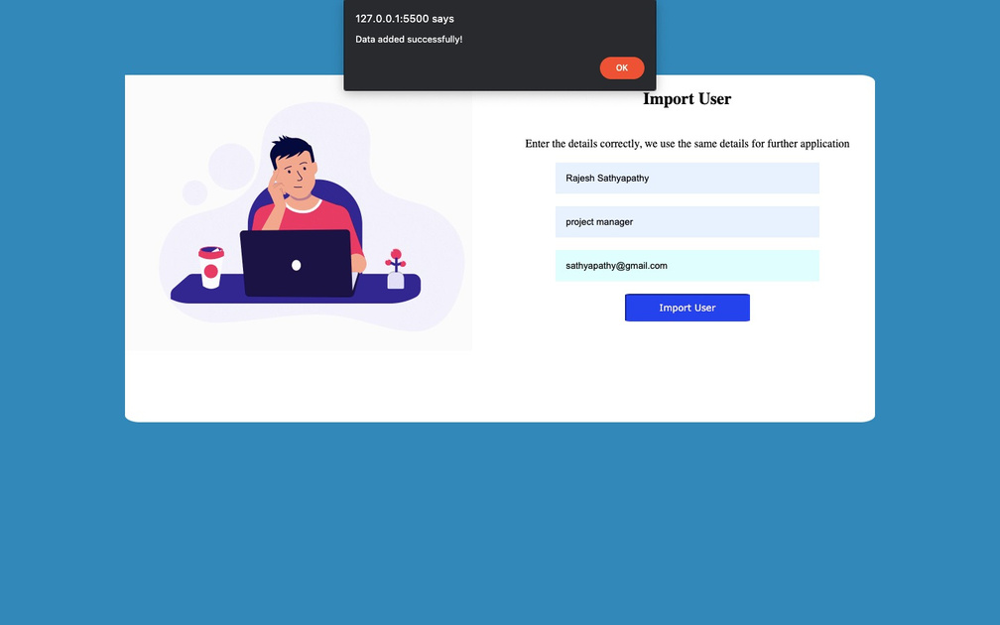 127.0.0.1:5500 says
Data added successfully!
OK
Import User
Enter the details correctly, we use the same details for further application
Rajesh Sathyapathy
project manager
sathyapathy@gmail.com
Import User